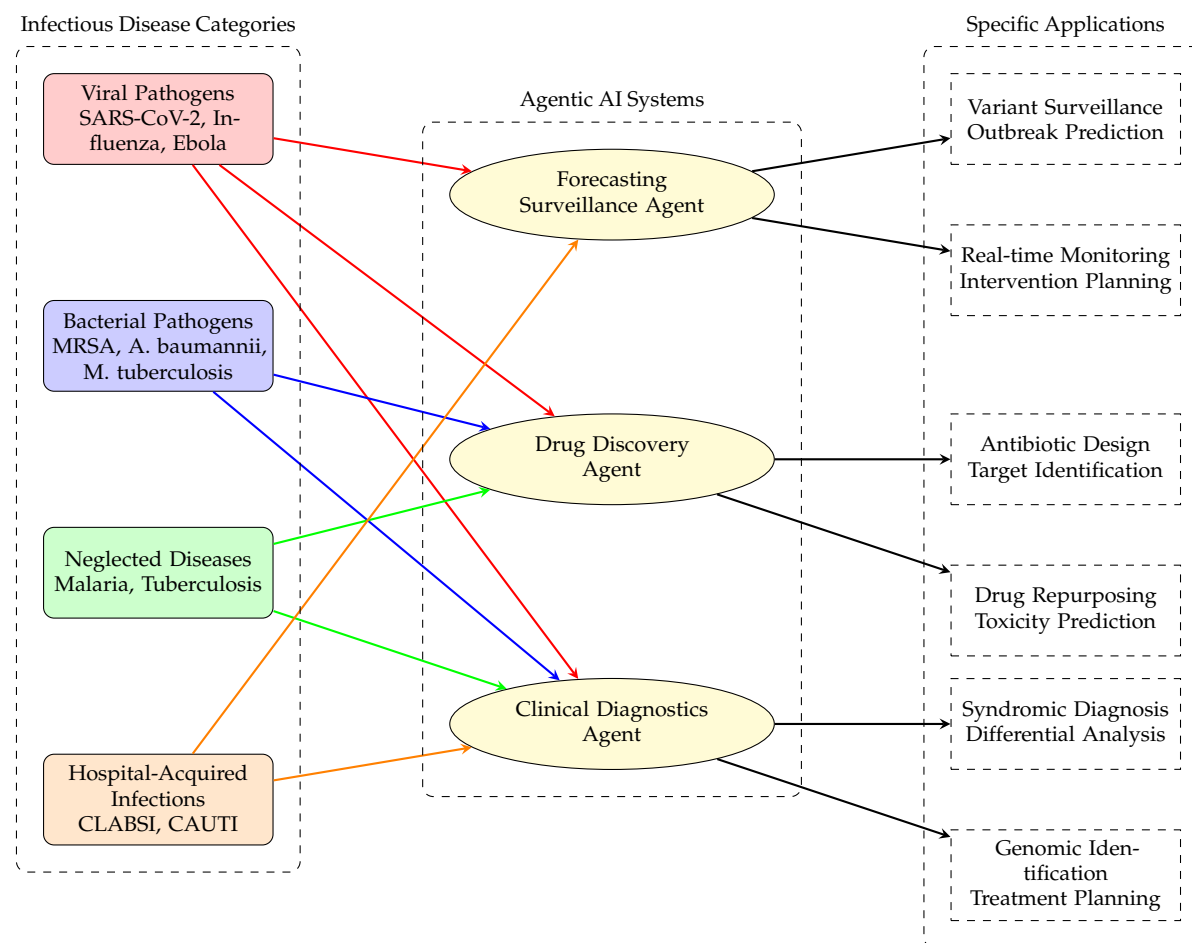 Infectious Disease Categories
Viral Pathogens
SARS-CoV-2, In-
fluenza, Ebola
Bacterial Pathogens
MRSA, A. baumannii,
M. tuberculosis
Neglected Diseases
Malaria, Tuberculosis
Hospital-Acquired
Infections
CLABSI, CAUTI
Agentic AI Systems
Forecasting
Surveillance Agent
Drug Discovery
Agent
Clinical Diagnostics
Agent
Specific Applications
Variant Surveillance
Outbreak Prediction
Real-time Monitoring
Intervention Planning
Antibiotic Design
Target Identification
Drug Repurposing
Toxicity Prediction
Syndromic Diagnosis
Differential Analysis
Genomic Iden-
tification
Treatment Planning